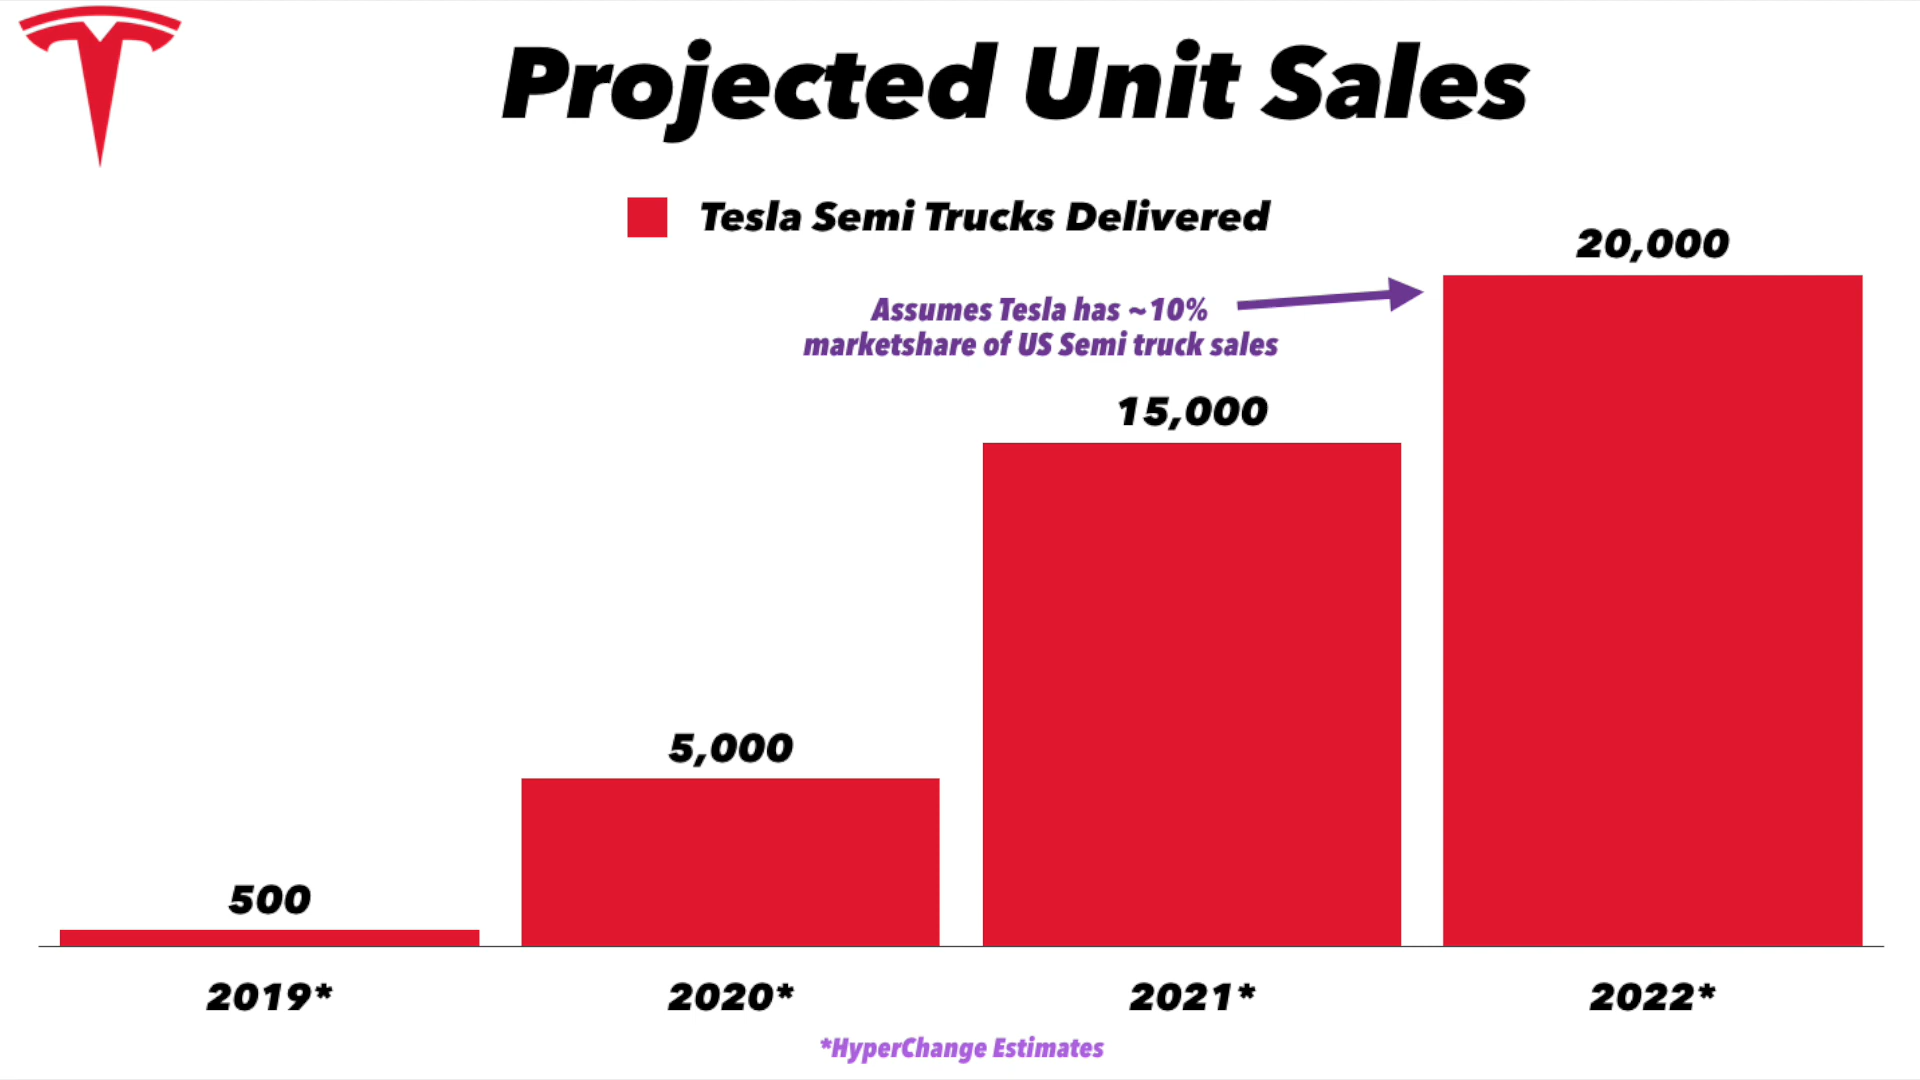 Projected Unit Sales
Tesla Semi Trucks Delivered
20,000
Assumes Tesla has ~10%
marketshare of US Semi truck sales
15,000
5,000
500
2019*
2020*
2021*
2022*
*HyperChange Estimates